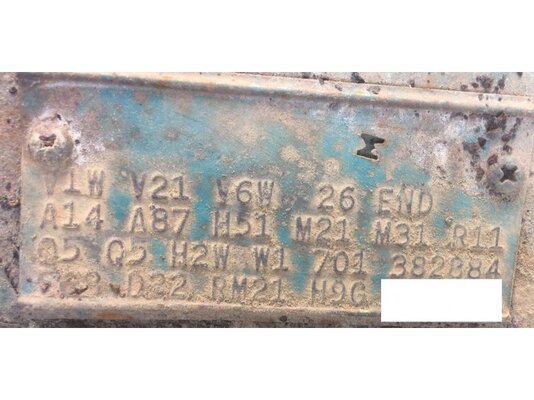 V1W V21 V6W 26 END
A14 A87 H51 M21 M31 R11
Q5 Q5 H2W W1 701 382884
D32 RM21 H9G